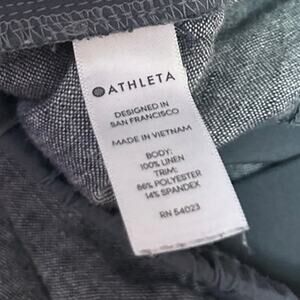 ATHLETA
DESIGNED IN
SAN FRANCISCO
MADE IN VIETNAM
BODY:
100% LINEN
TRIM:
86% POLYESTER
14% SPANDEX
RN 54023